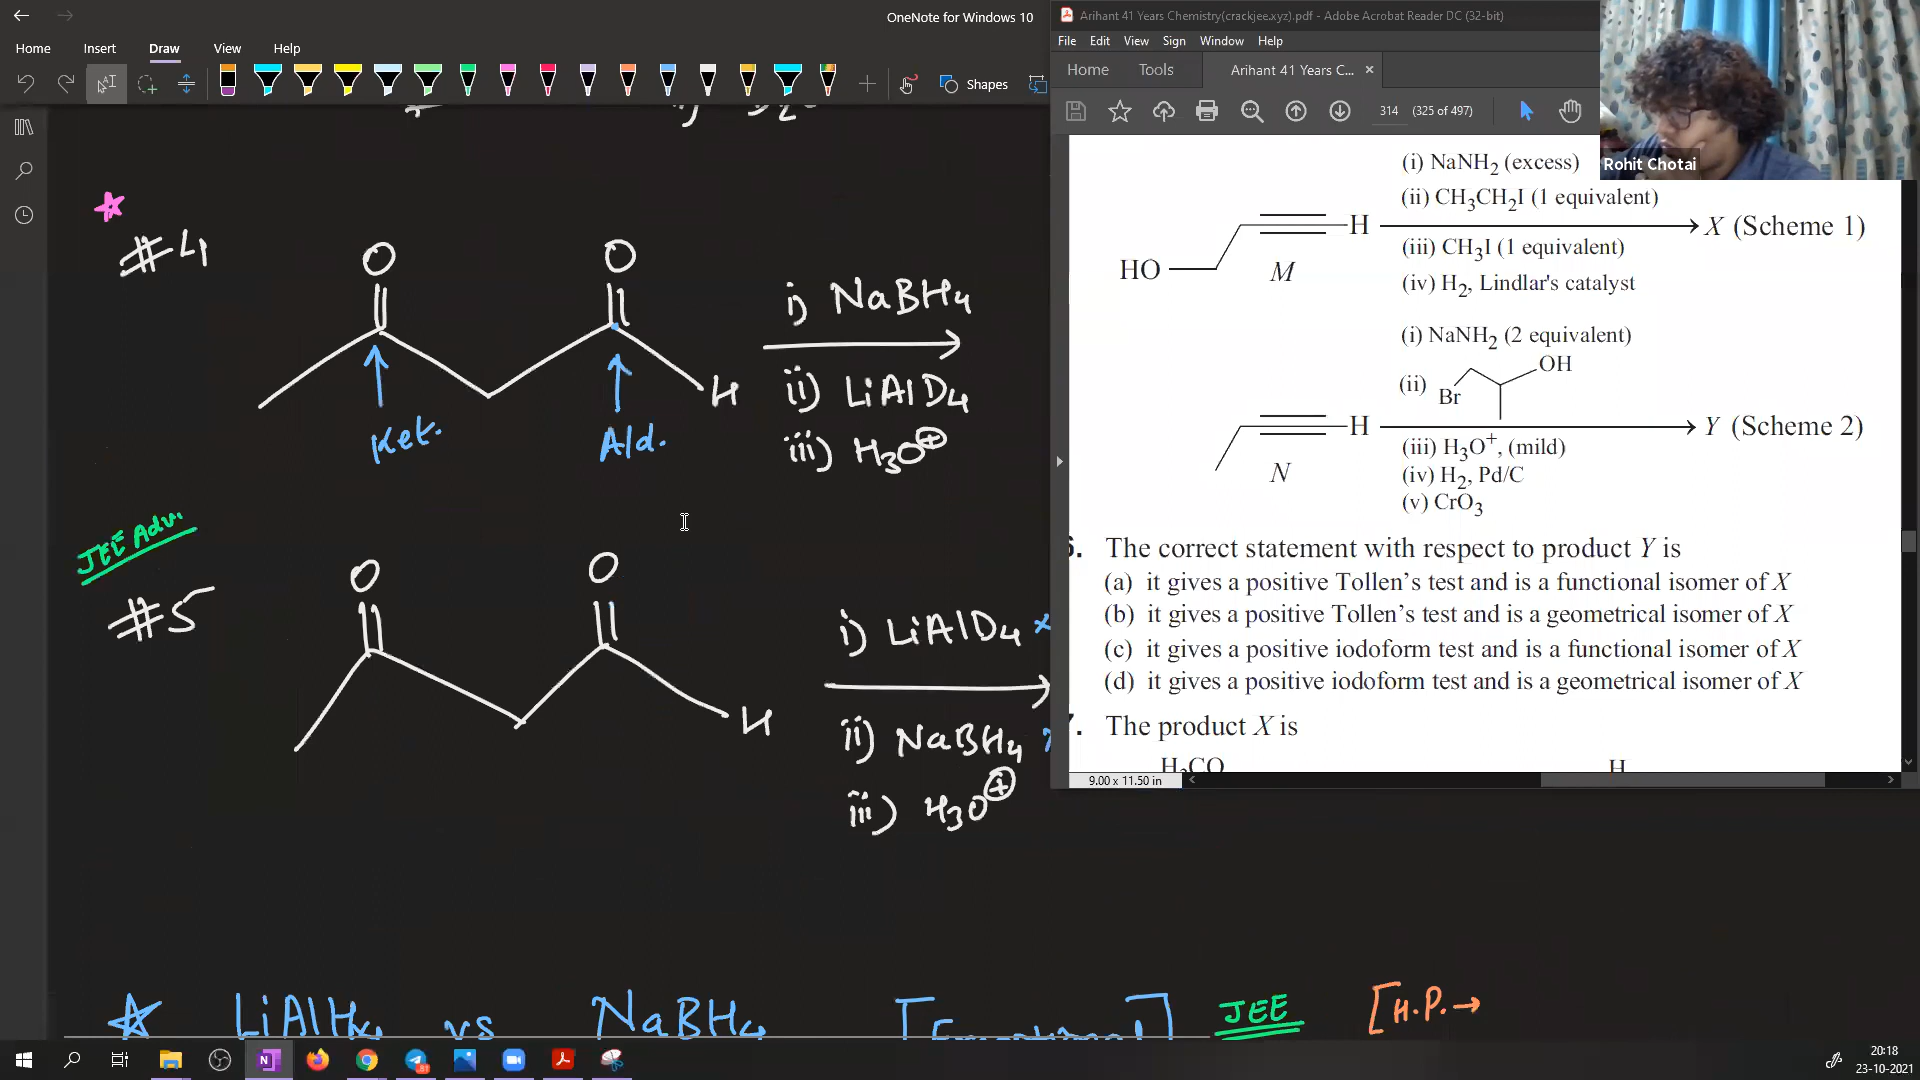 OneNote for Windows 10
Home Insert Draw View Help
Shapes
#4
O O
H
Ket. Ald.
i) NaBH4
ii) LiAlD4
iii) H3O⊕
JEE Adv.
#5
O O
H
i) LiAlD4 ×
ii) NaBH4
iii) H3O⊕
LiAlH4 vs NaBH4
JEE
[H.P.→
Arihant 41 Years Chemistry(crackjee.xyz).pdf - Adobe Acrobat Reader DC (32-bit)
File Edit View Sign Window Help
Home Tools Arihant 41 Years C... ×
314 (325 of 497)
Rohit Chotai
(i) NaNH2 (excess)
(ii) CH3CH2I (1 equivalent)
HO H X (Scheme 1)
M
(iii) CH3I (1 equivalent)
(iv) H2, Lindlar's catalyst
(i) NaNH2 (2 equivalent)
(ii) Br OH
H Y (Scheme 2)
N
(iii) H3O+, (mild)
(iv) H2, Pd/C
(v) CrO3
6. The correct statement with respect to product Y is
(a) it gives a positive Tollen's test and is a functional isomer of X
(b) it gives a positive Tollen's test and is a geometrical isomer of X
(c) it gives a positive iodoform test and is a functional isomer of X
(d) it gives a positive iodoform test and is a geometrical isomer of X
7. The product X is
H3CO H
9.00 x 11.50 in
20:18
23-10-2021